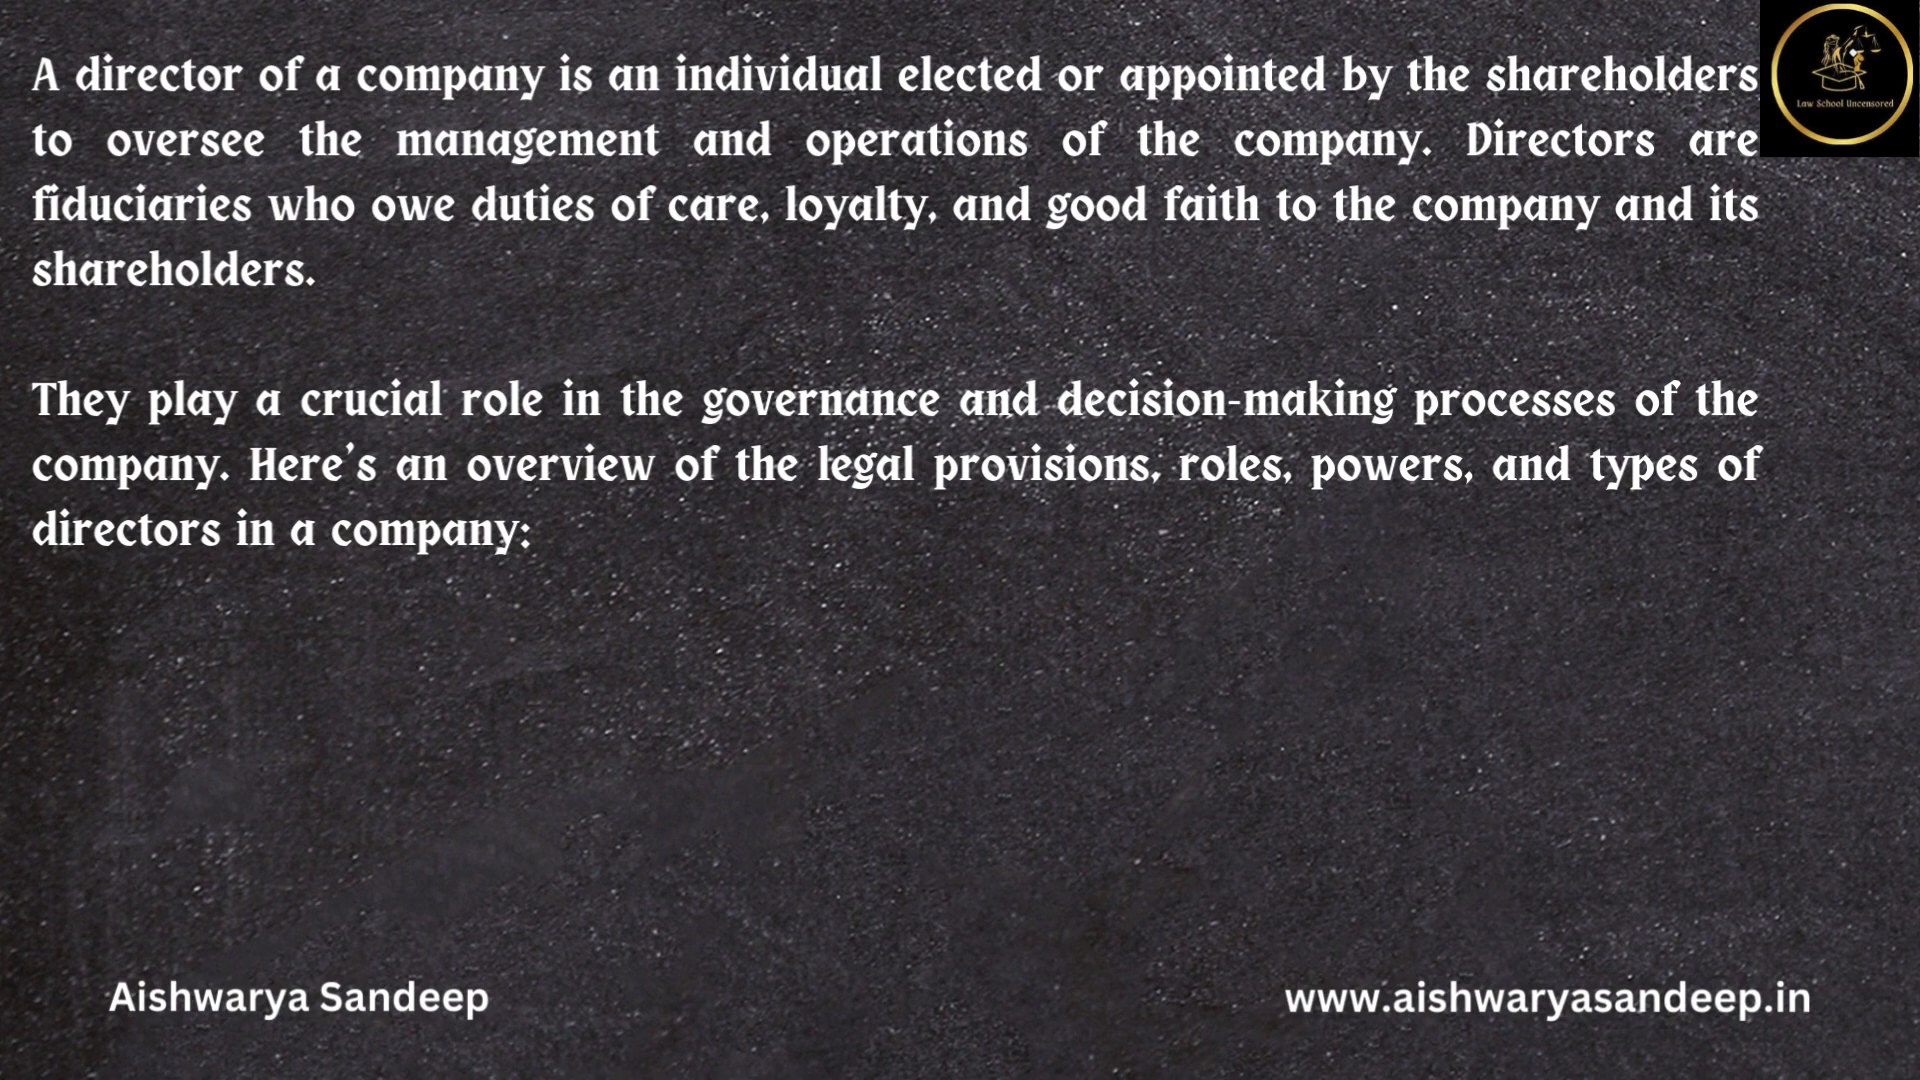 A director of a company is an individual elected or appointed by the shareholders
to oversee the management and operations of the company. Directors are
fiduciaries who owe duties of care, loyalty, and good faith to the company and its
shareholders.
They play a crucial role in the governance and decision-making processes of the
company. Here's an overview of the legal provisions, roles, powers, and types of
directors in a company:
Law School Uncensored
Aishwarya Sandeep
www.aishwaryasandeep.in